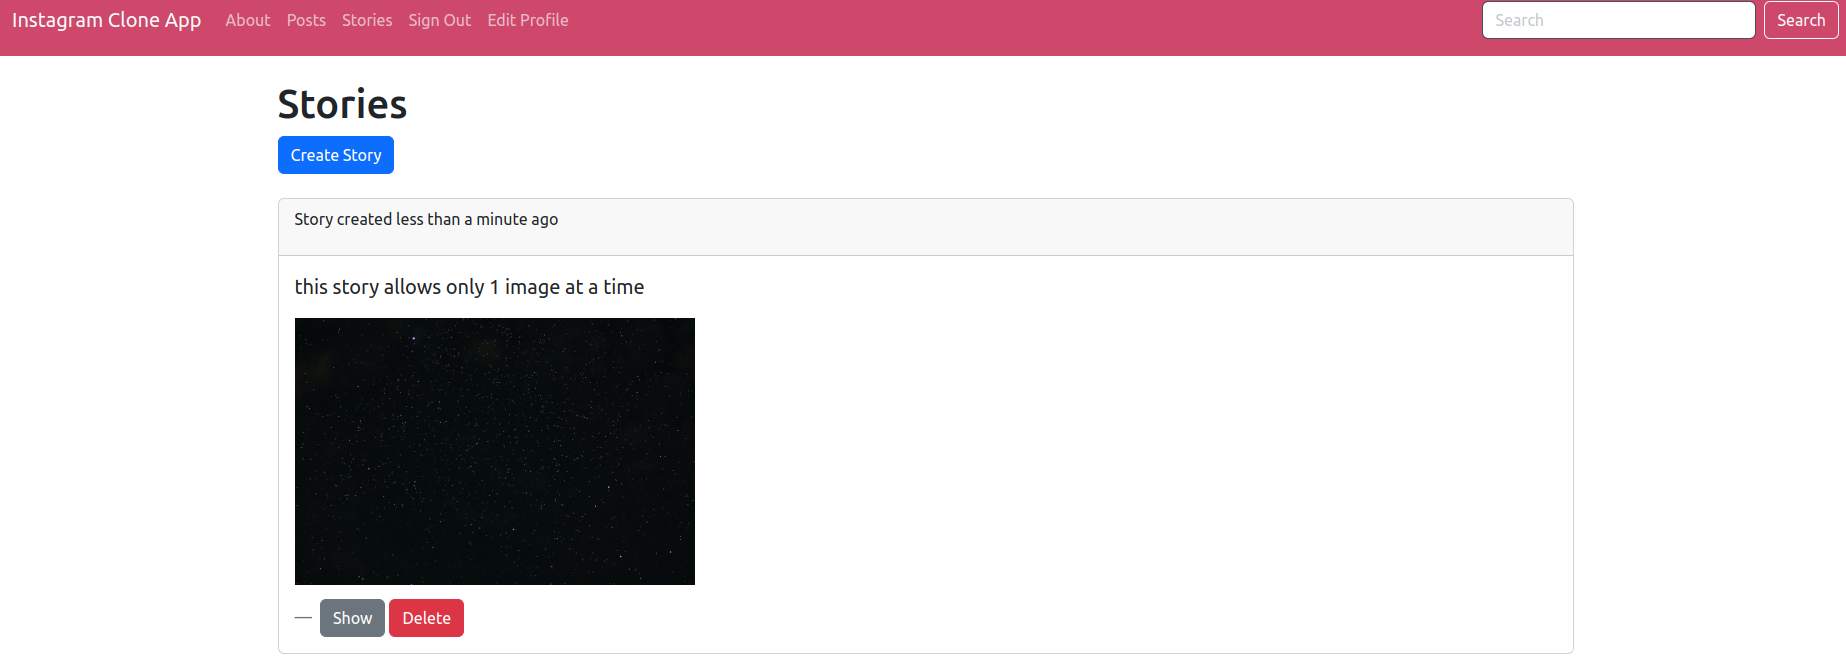 Instagram Clone App About Posts Stories Sign Out Edit Profile Search Search
Stories
Create Story
Story created less than a minute ago
this story allows only 1 image at a time
— Show Delete